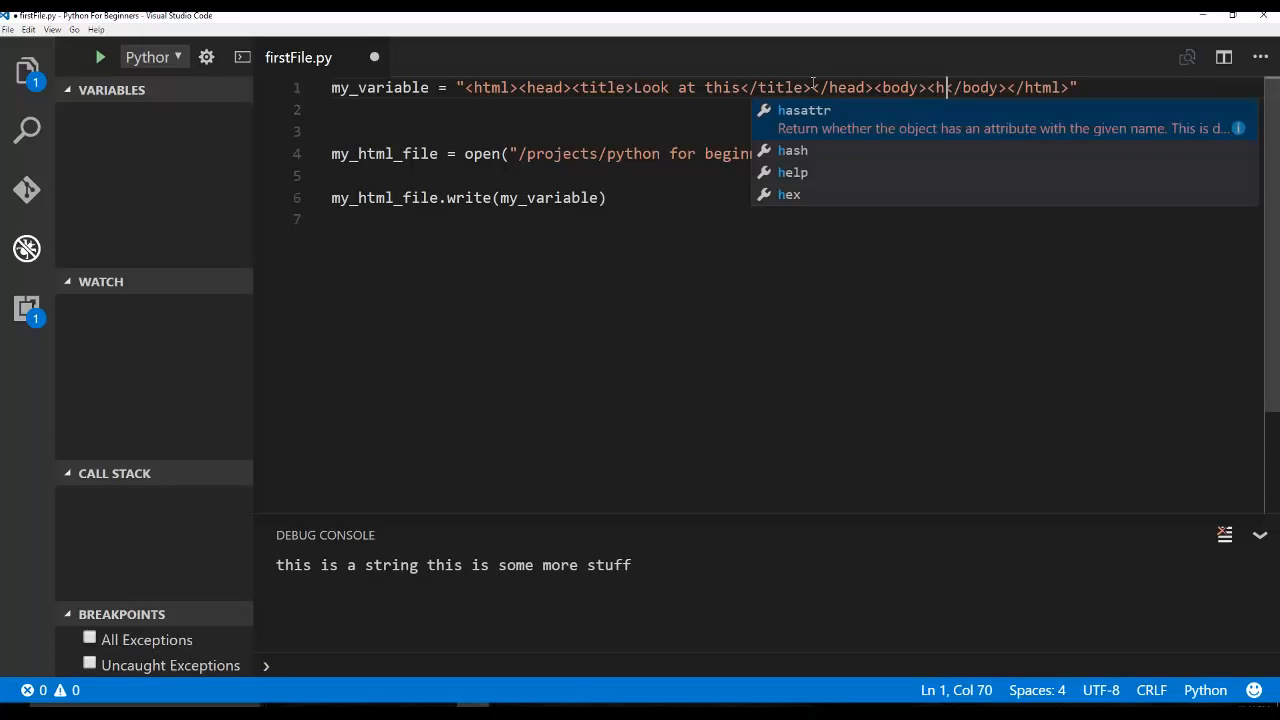 firstFile.py - Python For Beginners - Visual Studio Code
File Edit View Go Help
Python
firstFile.py
1
1
VARIABLES
WATCH
CALL STACK
BREAKPOINTS
All Exceptions
Uncaught Exceptions
1 my_variable = "<html><head><title>Look at this</title></head><body><h</body></html>"
2
3
4 my_html_file = open("/projects/python for beginn
5
6 my_html_file.write(my_variable)
7
hasattr
Return whether the object has an attribute with the given name. This is d...
hash
help
hex
DEBUG CONSOLE
this is a string this is some more stuff
0 0 Ln 1, Col 70 Spaces: 4 UTF-8 CRLF Python